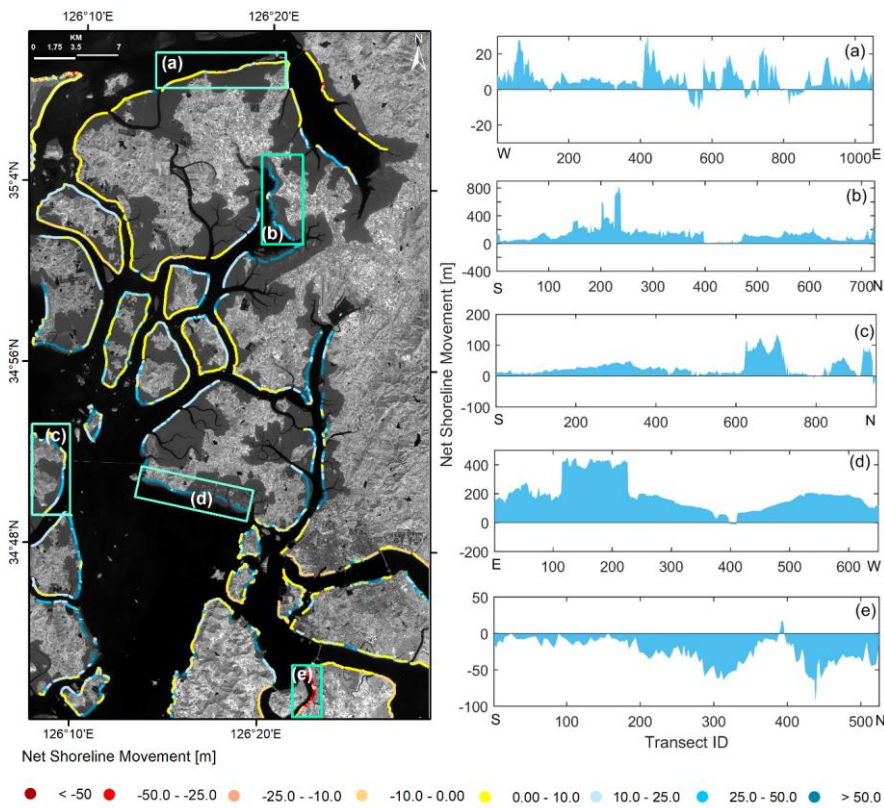 126°10'E
126°20'E
KM
0 1.75 3.5 7
N
(a)
(b)
(c)
(d)
(e)
35°4'N
34°56'N
34°48'N
126°10'E
126°20'E
Net Shoreline Movement [m]
(a)
20
0
-20
W 200 400 600 800 1000 E
(b)
800
400
0
-400
S 100 200 300 400 500 600 700 N
(c)
200
100
0
-100
S 200 400 600 800 N
(d)
400
200
0
-200
E 100 200 300 400 500 600 W
(e)
50
0
-50
-100
S 100 200 300 400 500 N
Transect ID
Net Shoreline Movement [m]
< -50 -50.0 - -25.0 -25.0 - -10.0 -10.0 - 0.00 0.00 - 10.0 10.0 - 25.0 25.0 - 50.0 > 50.0